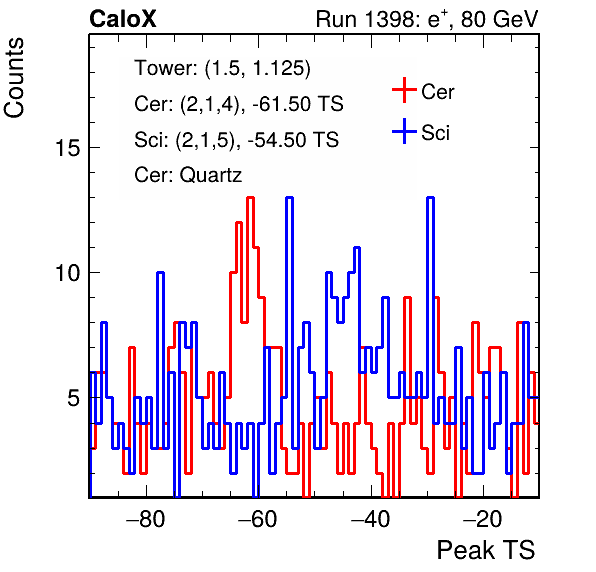 CaloX Run 1398: e⁺, 80 GeV
Counts
Tower: (1.5, 1.125)
Cer: (2,1,4), -61.50 TS
Sci: (2,1,5), -54.50 TS
Cer: Quartz
Cer
Sci
15
10
5
−80 −60 −40 −20
Peak TS